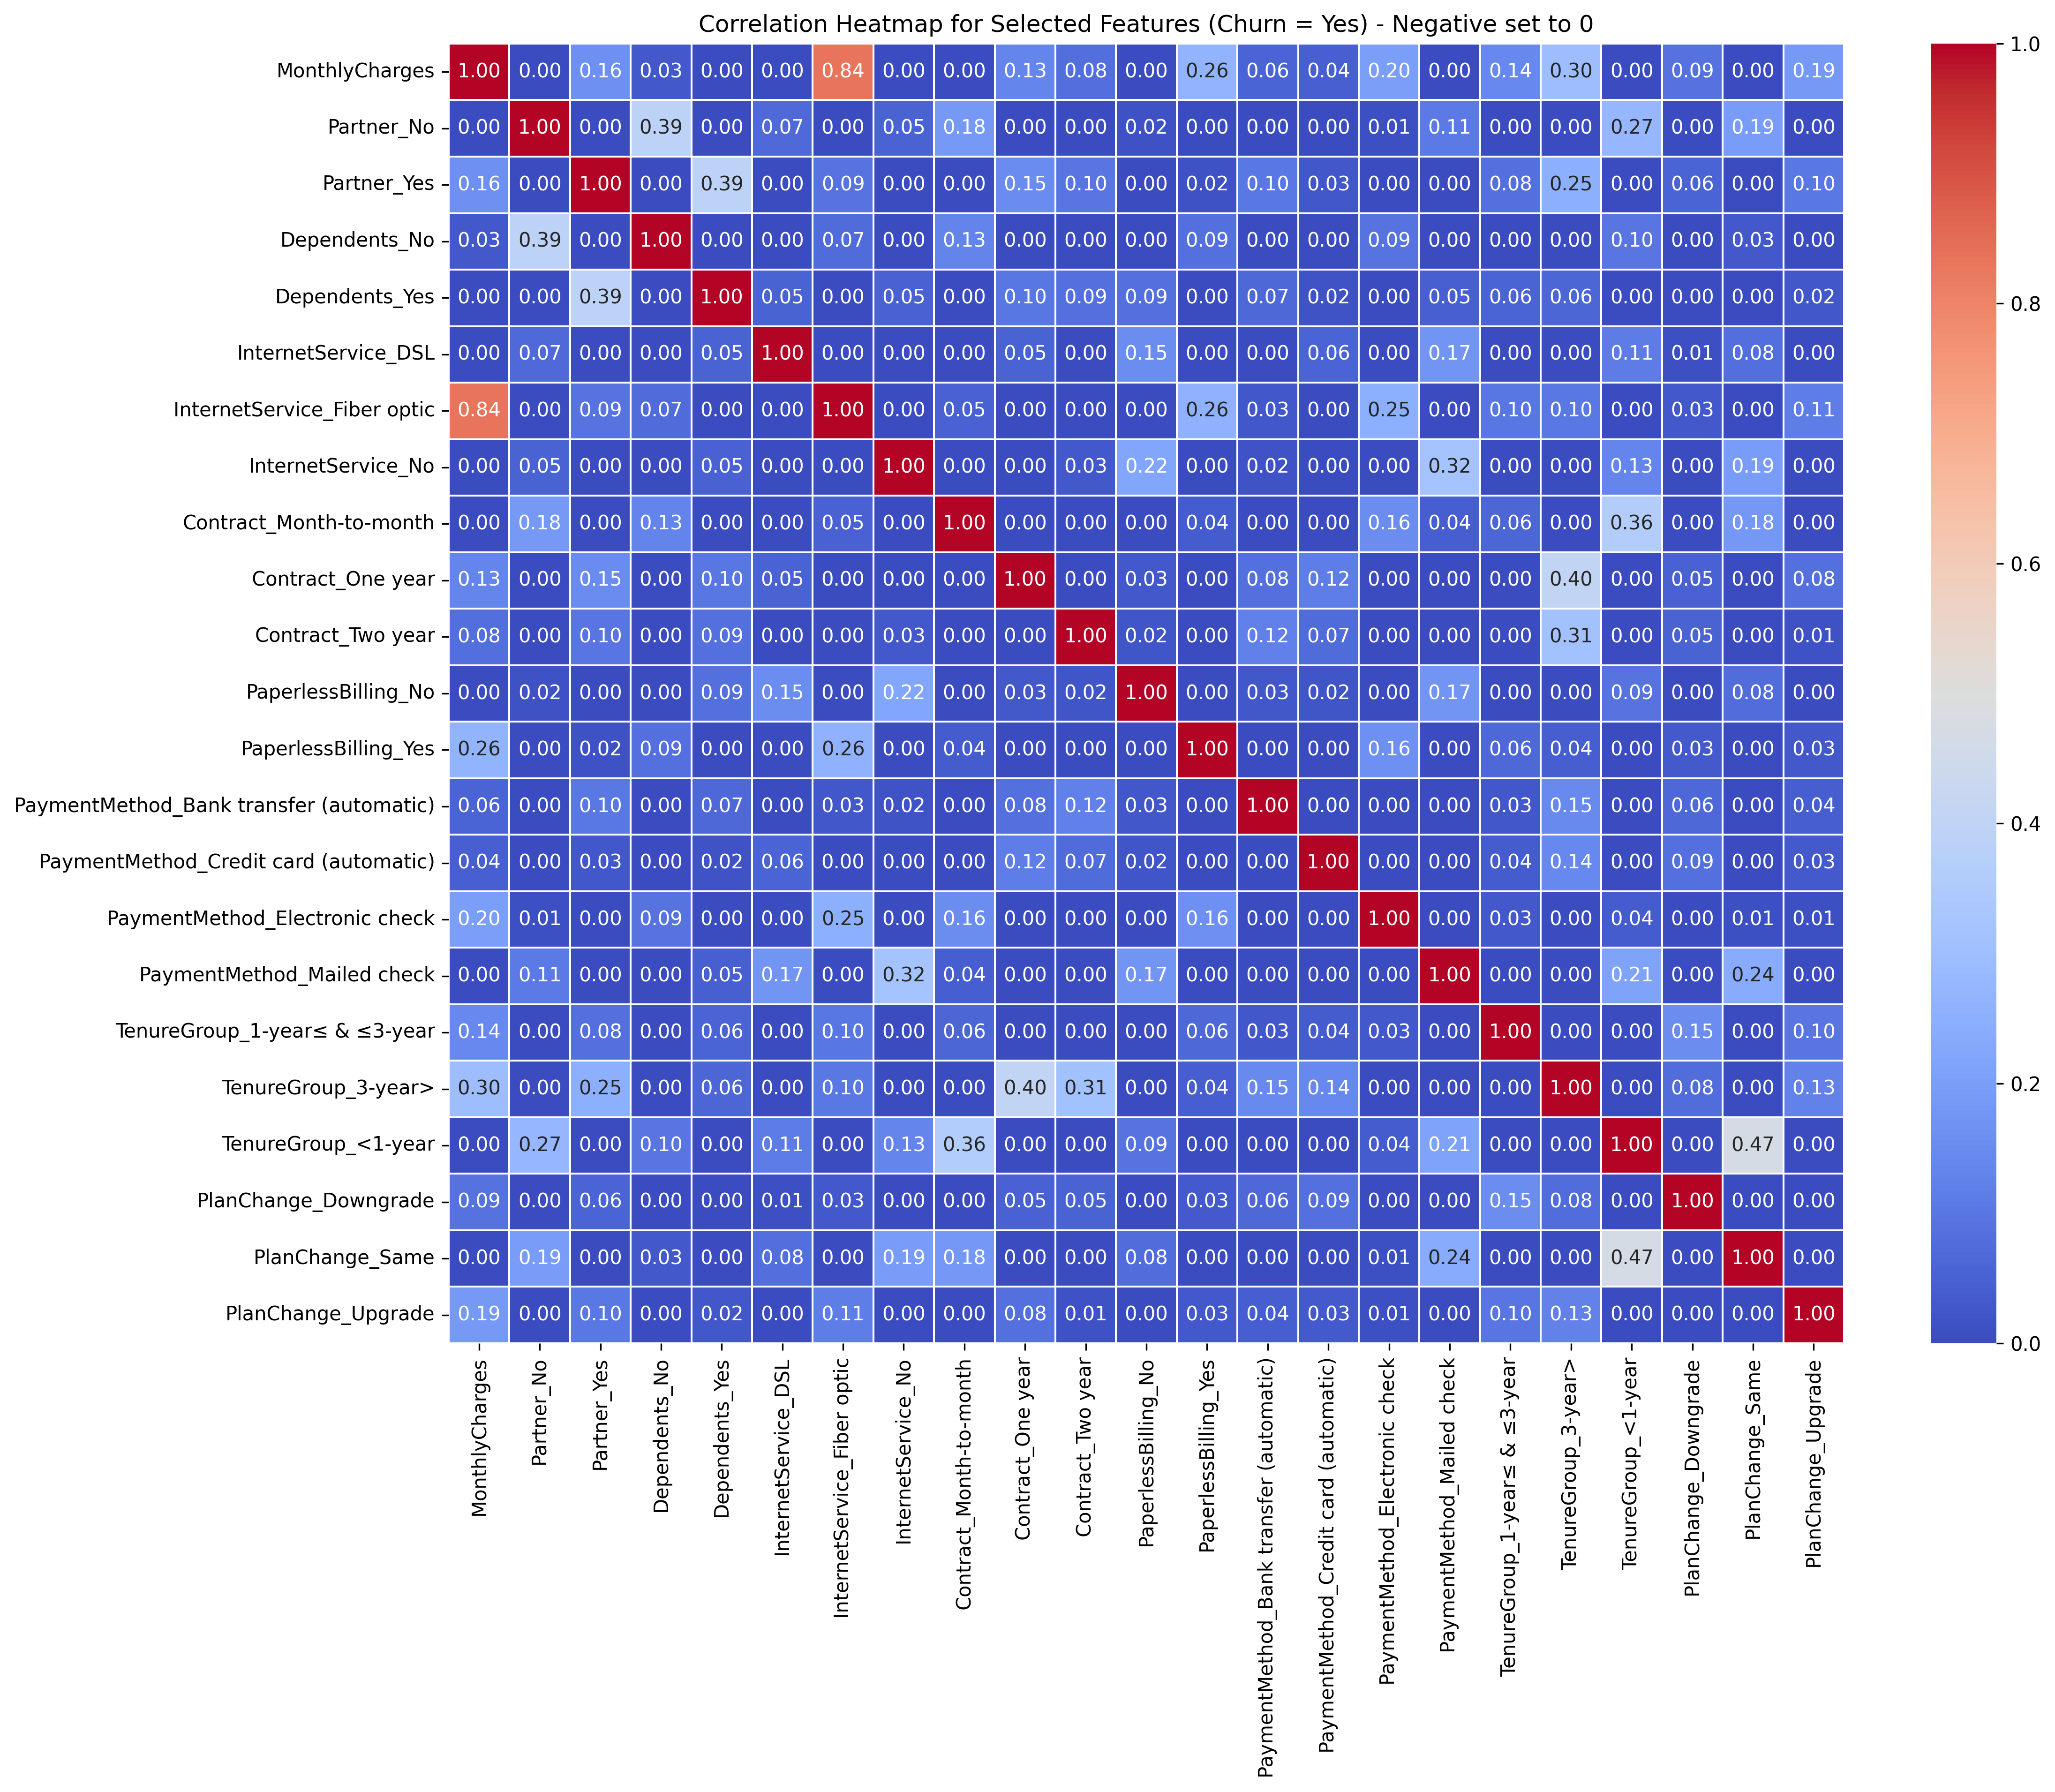 Correlation Heatmap for Selected Features (Churn = Yes) - Negative set to 0
MonthlyCharges 1.00 0.00 0.16 0.03 0.00 0.00 0.84 0.00 0.00 0.13 0.08 0.00 0.26 0.06 0.04 0.20 0.00 0.14 0.30 0.00 0.09 0.00 0.19
Partner_No 0.00 1.00 0.00 0.39 0.00 0.07 0.00 0.05 0.18 0.00 0.00 0.02 0.00 0.00 0.00 0.01 0.11 0.00 0.00 0.27 0.00 0.19 0.00
Partner_Yes 0.16 0.00 1.00 0.00 0.39 0.00 0.09 0.00 0.00 0.15 0.10 0.00 0.02 0.10 0.03 0.00 0.00 0.08 0.25 0.00 0.06 0.00 0.10
Dependents_No 0.03 0.39 0.00 1.00 0.00 0.00 0.07 0.00 0.13 0.00 0.00 0.00 0.09 0.00 0.00 0.09 0.00 0.00 0.00 0.10 0.00 0.03 0.00
Dependents_Yes 0.00 0.00 0.39 0.00 1.00 0.05 0.00 0.05 0.00 0.10 0.09 0.09 0.00 0.07 0.02 0.00 0.05 0.06 0.06 0.00 0.00 0.00 0.02
InternetService_DSL 0.00 0.07 0.00 0.00 0.05 1.00 0.00 0.00 0.00 0.05 0.00 0.15 0.00 0.00 0.06 0.00 0.17 0.00 0.00 0.11 0.01 0.08 0.00
InternetService_Fiber optic 0.84 0.00 0.09 0.07 0.00 0.00 1.00 0.00 0.05 0.00 0.00 0.00 0.26 0.03 0.00 0.25 0.00 0.10 0.10 0.00 0.03 0.00 0.11
InternetService_No 0.00 0.05 0.00 0.00 0.05 0.00 0.00 1.00 0.00 0.00 0.03 0.22 0.00 0.02 0.00 0.00 0.32 0.00 0.00 0.13 0.00 0.19 0.00
Contract_Month-to-month 0.00 0.18 0.00 0.13 0.00 0.00 0.05 0.00 1.00 0.00 0.00 0.00 0.04 0.00 0.00 0.16 0.04 0.06 0.00 0.36 0.00 0.18 0.00
Contract_One year 0.13 0.00 0.15 0.00 0.10 0.05 0.00 0.00 0.00 1.00 0.00 0.03 0.00 0.08 0.12 0.00 0.00 0.00 0.40 0.00 0.05 0.00 0.08
Contract_Two year 0.08 0.00 0.10 0.00 0.09 0.00 0.00 0.03 0.00 0.00 1.00 0.02 0.00 0.12 0.07 0.00 0.00 0.00 0.31 0.00 0.05 0.00 0.01
PaperlessBilling_No 0.00 0.02 0.00 0.00 0.09 0.15 0.00 0.22 0.00 0.03 0.02 1.00 0.00 0.03 0.02 0.00 0.17 0.00 0.00 0.09 0.00 0.08 0.00
PaperlessBilling_Yes 0.26 0.00 0.02 0.09 0.00 0.00 0.26 0.00 0.04 0.00 0.00 0.00 1.00 0.00 0.00 0.16 0.00 0.06 0.04 0.00 0.03 0.00 0.03
PaymentMethod_Bank transfer (automatic) 0.06 0.00 0.10 0.00 0.07 0.00 0.03 0.02 0.00 0.08 0.12 0.03 0.00 1.00 0.00 0.00 0.00 0.03 0.15 0.00 0.06 0.00 0.04
PaymentMethod_Credit card (automatic) 0.04 0.00 0.03 0.00 0.02 0.06 0.00 0.00 0.00 0.12 0.07 0.02 0.00 0.00 1.00 0.00 0.00 0.04 0.14 0.00 0.09 0.00 0.03
PaymentMethod_Electronic check 0.20 0.01 0.00 0.09 0.00 0.00 0.25 0.00 0.16 0.00 0.00 0.00 0.16 0.00 0.00 1.00 0.00 0.03 0.00 0.04 0.00 0.01 0.01
PaymentMethod_Mailed check 0.00 0.11 0.00 0.00 0.05 0.17 0.00 0.32 0.04 0.00 0.00 0.17 0.00 0.00 0.00 0.00 1.00 0.00 0.00 0.21 0.00 0.24 0.00
TenureGroup_1-year≤ & ≤3-year 0.14 0.00 0.08 0.00 0.06 0.00 0.10 0.00 0.06 0.00 0.00 0.00 0.06 0.03 0.04 0.03 0.00 1.00 0.00 0.00 0.15 0.00 0.10
TenureGroup_3-year> 0.30 0.00 0.25 0.00 0.06 0.00 0.10 0.00 0.00 0.40 0.31 0.00 0.04 0.15 0.14 0.00 0.00 0.00 1.00 0.00 0.08 0.00 0.13
TenureGroup_<1-year 0.00 0.27 0.00 0.10 0.00 0.11 0.00 0.13 0.36 0.00 0.00 0.09 0.00 0.00 0.00 0.04 0.21 0.00 0.00 1.00 0.00 0.47 0.00
PlanChange_Downgrade 0.09 0.00 0.06 0.00 0.00 0.01 0.03 0.00 0.00 0.05 0.05 0.00 0.03 0.06 0.09 0.00 0.00 0.15 0.08 0.00 1.00 0.00 0.00
PlanChange_Same 0.00 0.19 0.00 0.03 0.00 0.08 0.00 0.19 0.18 0.00 0.00 0.08 0.00 0.00 0.00 0.01 0.24 0.00 0.00 0.47 0.00 1.00 0.00
PlanChange_Upgrade 0.19 0.00 0.10 0.00 0.02 0.00 0.11 0.00 0.00 0.08 0.01 0.00 0.03 0.04 0.03 0.01 0.00 0.10 0.13 0.00 0.00 0.00 1.00
MonthlyCharges
Partner_No
Partner_Yes
Dependents_No
Dependents_Yes
InternetService_DSL
InternetService_Fiber optic
InternetService_No
Contract_Month-to-month
Contract_One year
Contract_Two year
PaperlessBilling_No
PaperlessBilling_Yes
PaymentMethod_Bank transfer (automatic)
PaymentMethod_Credit card (automatic)
PaymentMethod_Electronic check
PaymentMethod_Mailed check
TenureGroup_1-year≤ & ≤3-year
TenureGroup_3-year>
TenureGroup_<1-year
PlanChange_Downgrade
PlanChange_Same
PlanChange_Upgrade
1.0
0.8
0.6
0.4
0.2
0.0